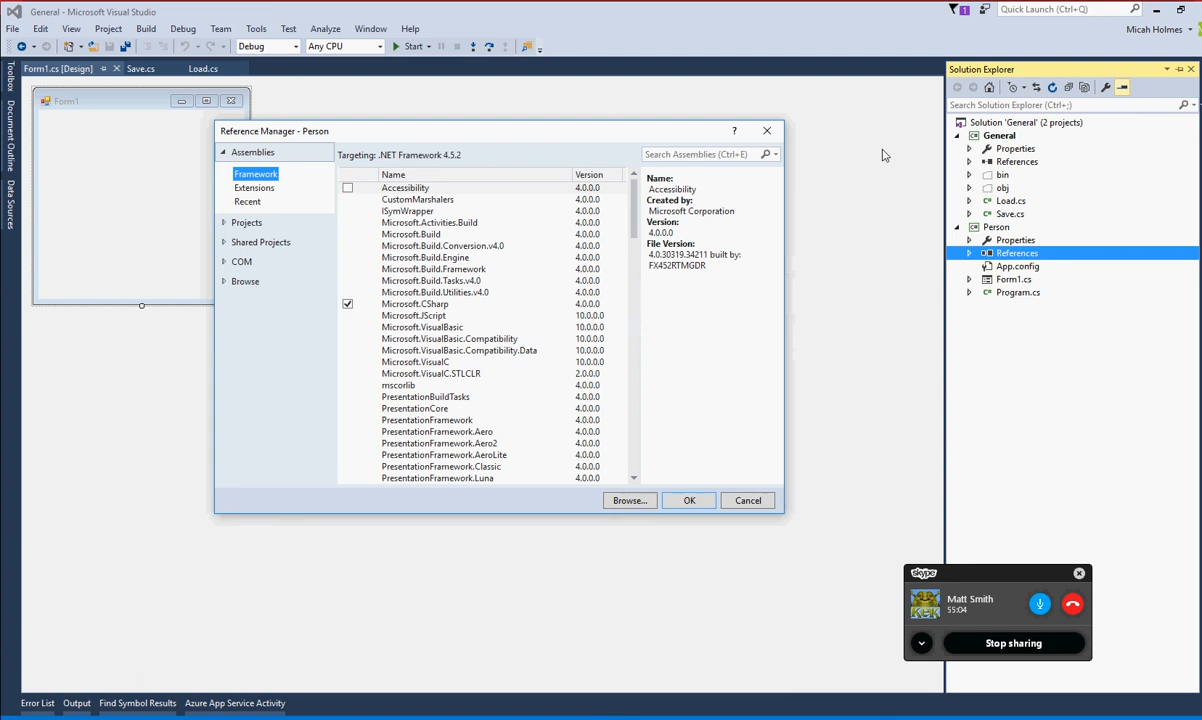 General - Microsoft Visual Studio
1
Quick Launch (Ctrl+Q)
File Edit View Project Build Debug Team Tools Test Analyze Window Help
Micah Holmes
Debug Any CPU Start
Form1.cs [Design] Save.cs Load.cs
Toolbox
Document Outline
Data Sources
Form1
Reference Manager - Person
Assemblies
Framework
Extensions
Recent
Projects
Shared Projects
COM
Browse
Targeting: .NET Framework 4.5.2
Search Assemblies (Ctrl+E)
Name Version
Accessibility 4.0.0.0
CustomMarshalers 4.0.0.0
ISymWrapper 4.0.0.0
Microsoft.Activities.Build 4.0.0.0
Microsoft.Build 4.0.0.0
Microsoft.Build.Conversion.v4.0 4.0.0.0
Microsoft.Build.Engine 4.0.0.0
Microsoft.Build.Framework 4.0.0.0
Microsoft.Build.Tasks.v4.0 4.0.0.0
Microsoft.Build.Utilities.v4.0 4.0.0.0
Microsoft.CSharp 4.0.0.0
Microsoft.JScript 10.0.0.0
Microsoft.VisualBasic 10.0.0.0
Microsoft.VisualBasic.Compatibility 10.0.0.0
Microsoft.VisualBasic.Compatibility.Data 10.0.0.0
Microsoft.VisualC 10.0.0.0
Microsoft.VisualC.STLCLR 2.0.0.0
mscorlib 4.0.0.0
PresentationBuildTasks 4.0.0.0
PresentationCore 4.0.0.0
PresentationFramework 4.0.0.0
PresentationFramework.Aero 4.0.0.0
PresentationFramework.Aero2 4.0.0.0
PresentationFramework.AeroLite 4.0.0.0
PresentationFramework.Classic 4.0.0.0
PresentationFramework.Luna 4.0.0.0
Name:
Accessibility
Created by:
Microsoft Corporation
Version:
4.0.0.0
File Version:
4.0.30319.34211 built by:
FX452RTMGDR
Browse... OK Cancel
Solution Explorer
Search Solution Explorer (Ctrl+;)
Solution 'General' (2 projects)
General
Properties
References
bin
obj
Load.cs
Save.cs
Person
Properties
References
App.config
Form1.cs
Program.cs
skype
KEK
Matt Smith
55:04
Stop sharing
Error List Output Find Symbol Results Azure App Service Activity